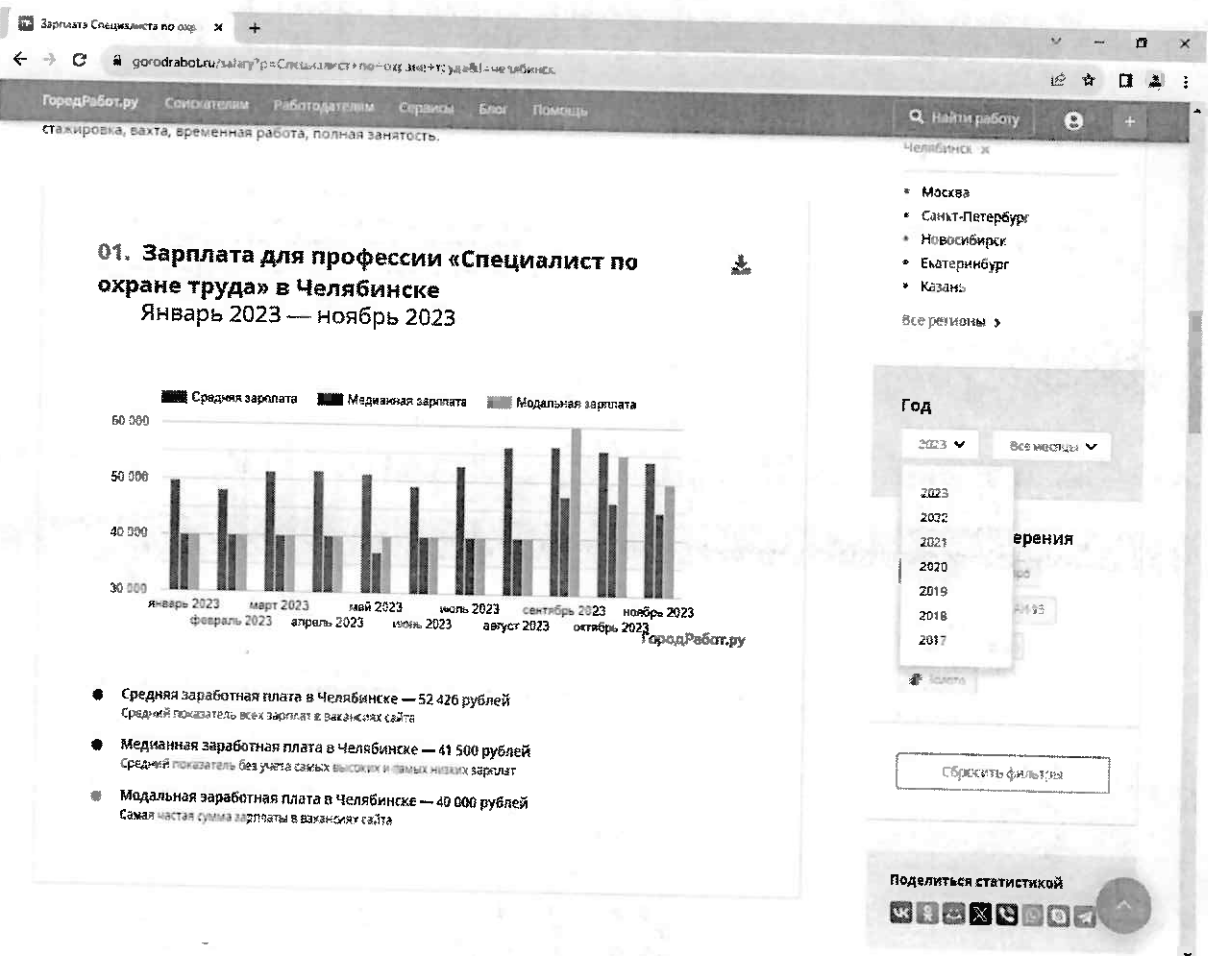 Зарплата Специалиста по охр
gorodrabot.ru/salary?p=Специалист+по+охране+труда&l=челябинск
ГородРабот.ру Соискателям Работодателям Сервисы Блог Помощь
Найти работу
стажировка, вахта, временная работа, полная занятость.
Челябинск ×
• Москва
• Санкт-Петербург
• Новосибирск
• Екатеринбург
• Казань
Все регионы >
01. Зарплата для профессии «Специалист по
охране труда» в Челябинске
Январь 2023 — ноябрь 2023
Средняя зарплата Медианная зарплата Модальная зарплата
60 000
50 000
40 000
30 000
январь 2023 март 2023 май 2023 июль 2023 сентябрь 2023 ноябрь 2023
февраль 2023 апрель 2023 июнь 2023 август 2023 октябрь 2023
ГородРабот.ру
● Средняя заработная плата в Челябинске — 52 426 рублей
Средний показатель всех зарплат в вакансиях сайта
● Медианная заработная плата в Челябинске — 41 500 рублей
Средний показатель без учета самых высоких и самых низких зарплат
● Модальная заработная плата в Челябинске — 40 000 рублей
Самая частая сумма зарплаты в вакансиях сайта
Год
2023 Все месяцы
2023
2022
2021
2020
2019
2018
2017
ерения
Золото
Сбросить фильтры
Поделиться статистикой